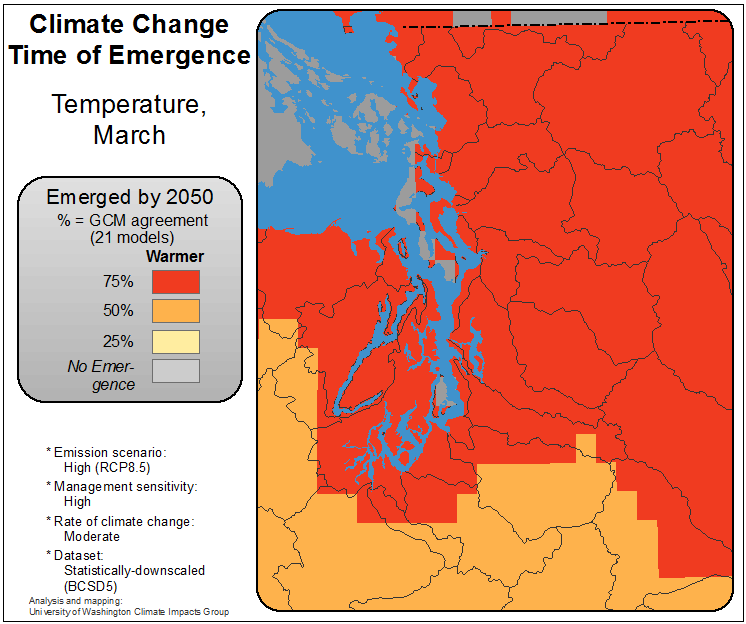 Climate Change
Time of Emergence
Temperature,
March
Emerged by 2050
% = GCM agreement
(21 models)
Warmer
75%
50%
25%
No Emer-
gence
* Emission scenario:
High (RCP8.5)
* Management sensitivity:
High
* Rate of climate change:
Moderate
* Dataset:
Statistically-downscaled
(BCSD5)
Analysis and mapping:
University of Washington Climate Impacts Group